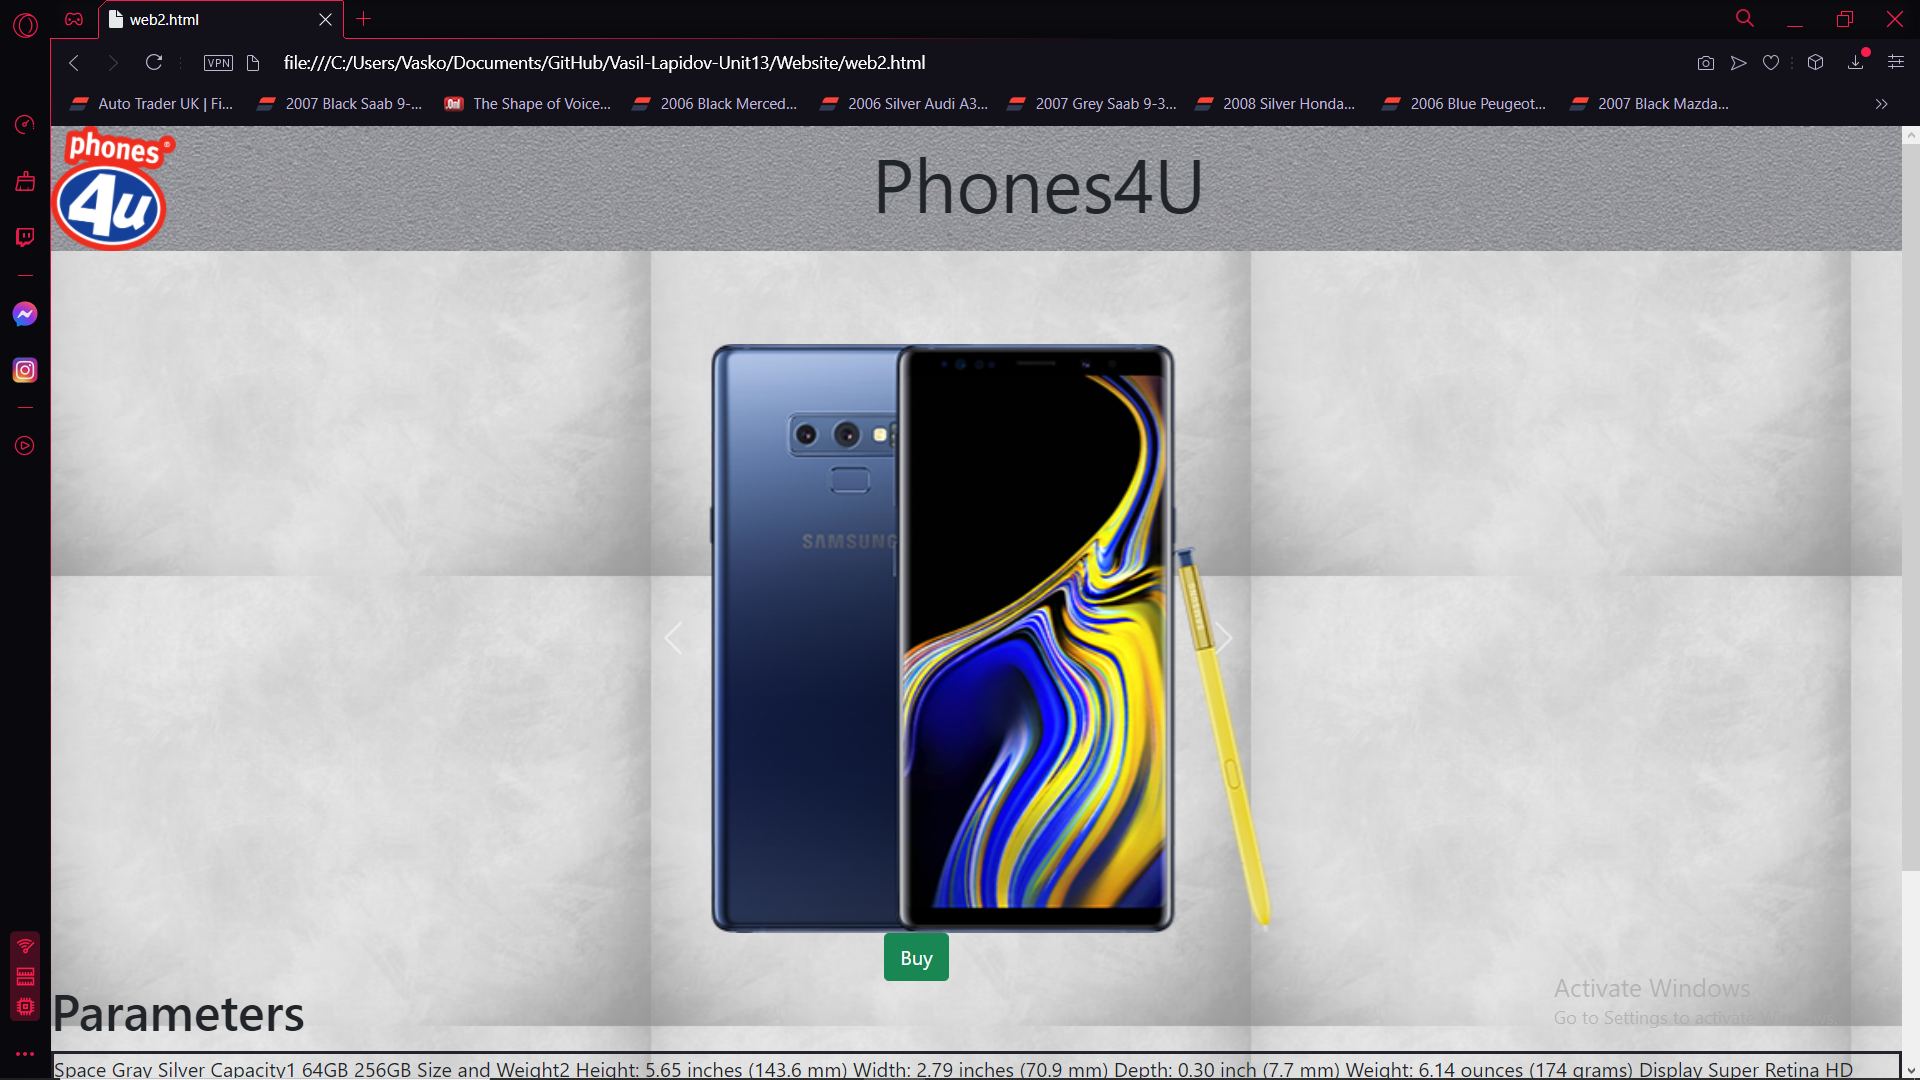 web2.html
VPN
file:///C:/Users/Vasko/Documents/GitHub/Vasil-Lapidov-Unit13/Website/web2.html
Auto Trader UK | Fi...
2007 Black Saab 9-...
The Shape of Voice...
2006 Black Merced...
2006 Silver Audi A3...
2007 Grey Saab 9-3...
2008 Silver Honda...
2006 Blue Peugeot...
2007 Black Mazda...
phones
4u
Phones4U
SAMSUNG
SAMSUNG
Buy
Parameters
Activate Windows
Go to Settings to activate Windows.
Space Gray Silver Capacity1 64GB 256GB Size and Weight2 Height: 5.65 inches (143.6 mm) Width: 2.79 inches (70.9 mm) Depth: 0.30 inch (7.7 mm) Weight: 6.14 ounces (174 grams) Display Super Retina HD